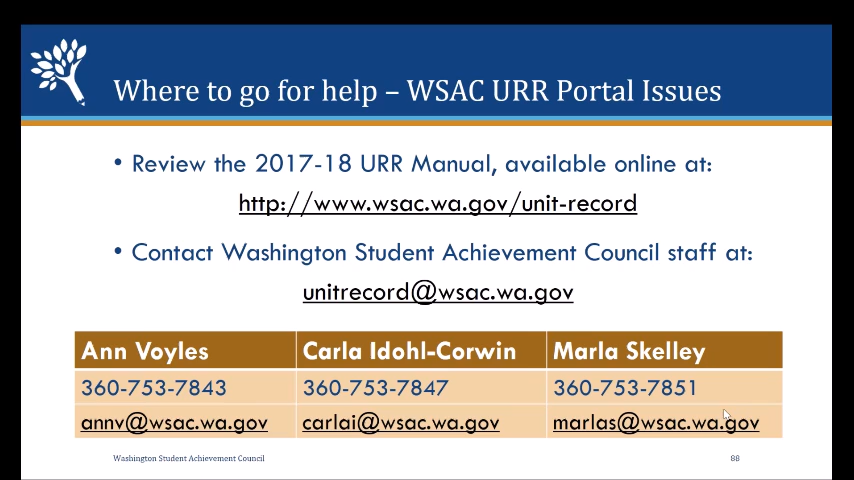 Where to go for help – WSAC URR Portal Issues
• Review the 2017-18 URR Manual, available online at:
http://www.wsac.wa.gov/unit-record
• Contact Washington Student Achievement Council staff at:
unitrecord@wsac.wa.gov
Ann Voyles Carla Idohl-Corwin Marla Skelley
360-753-7843 360-753-7847 360-753-7851
annv@wsac.wa.gov carlai@wsac.wa.gov marlas@wsac.wa.gov
Washington Student Achievement Council 88